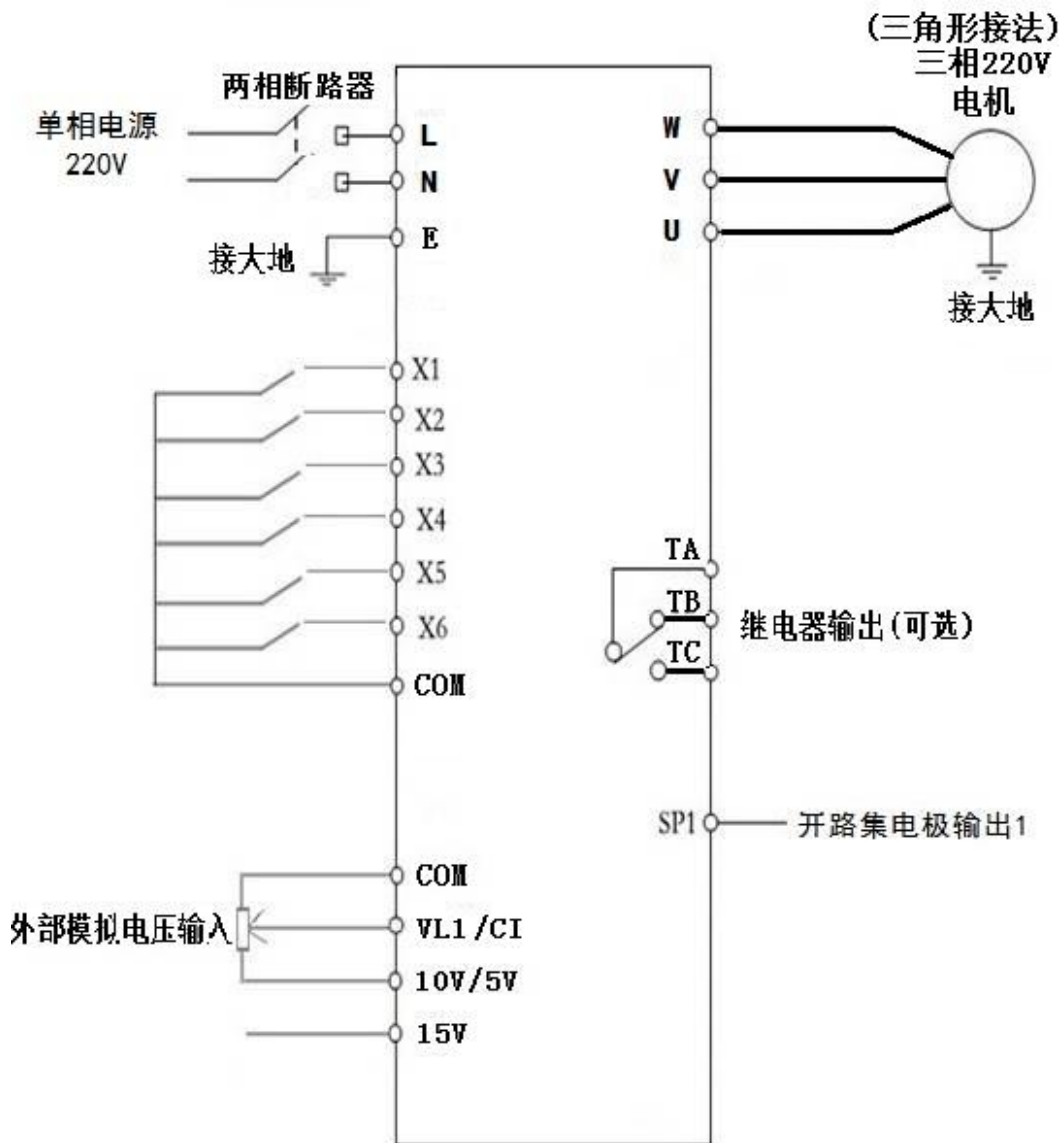 (三角形接法)
三相220V
电机
两相断路器
单相电源
220V
L
N
E
接大地
W
V
U
接大地
X1
X2
X3
X4
X5
X6
COM
TA
TB
TC
继电器输出(可选)
SP1
开路集电极输出1
COM
外部模拟电压输入
VL1/CI
10V/5V
15V